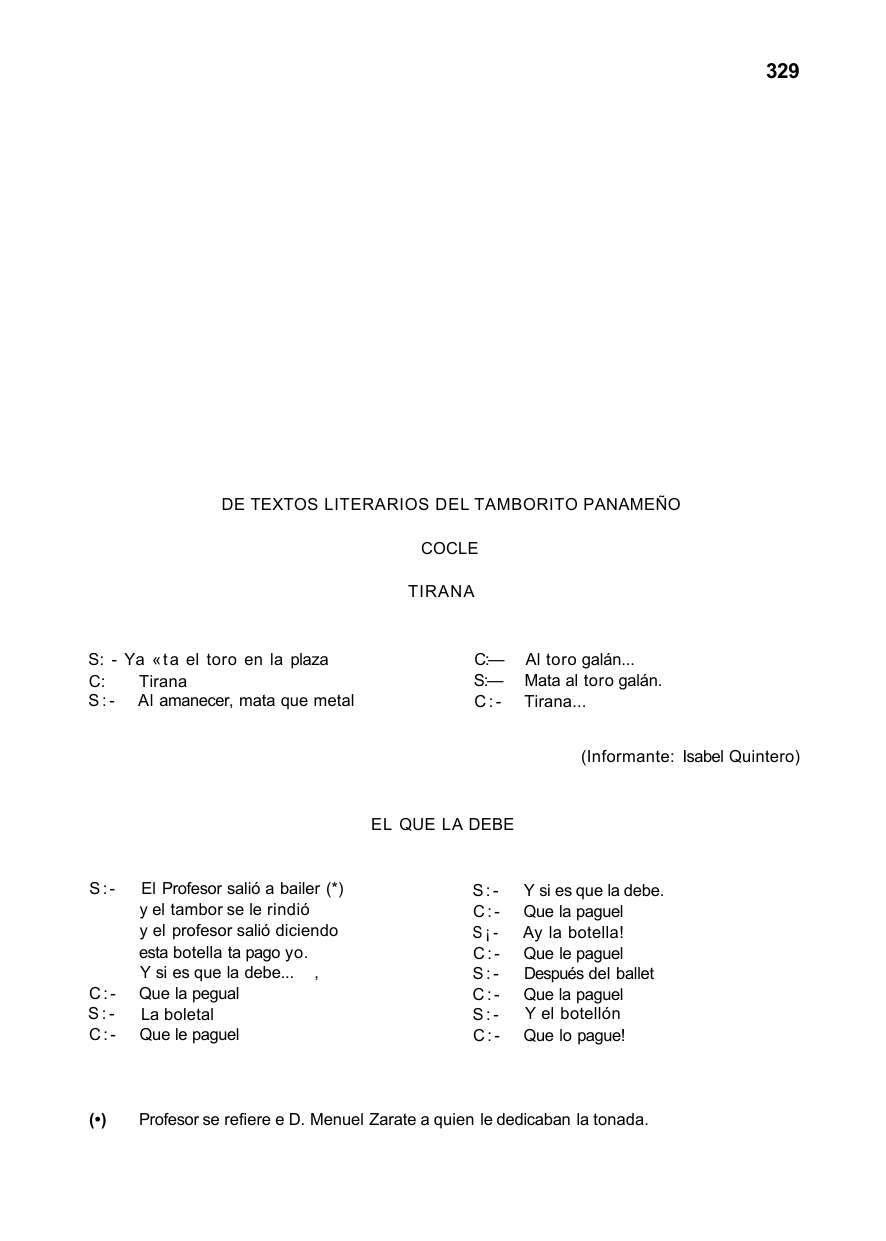 329
DE TEXTOS LITERARIOS DEL TAMBORITO PANAMEÑO
COCLE
TIRANA
S: - Ya «ta el toro en la plaza
C: Tirana
S:- Al amanecer, mata que metal
C:— Al toro galán...
S:— Mata al toro galán.
C:- Tirana...
(Informante: Isabel Quintero)
EL QUE LA DEBE
S:- El Profesor salió a bailer (*)
y el tambor se le rindió
y el profesor salió diciendo
esta botella ta pago yo.
Y si es que la debe... ,
C:- Que la pegual
S:- La boletal
C:- Que le paguel
S:- Y si es que la debe.
C:- Que la paguel
S¡- Ay la botella!
C:- Que le paguel
S:- Después del ballet
C:- Que la paguel
S:- Y el botellón
C:- Que lo pague!
(•) Profesor se refiere e D. Menuel Zarate a quien le dedicaban la tonada.